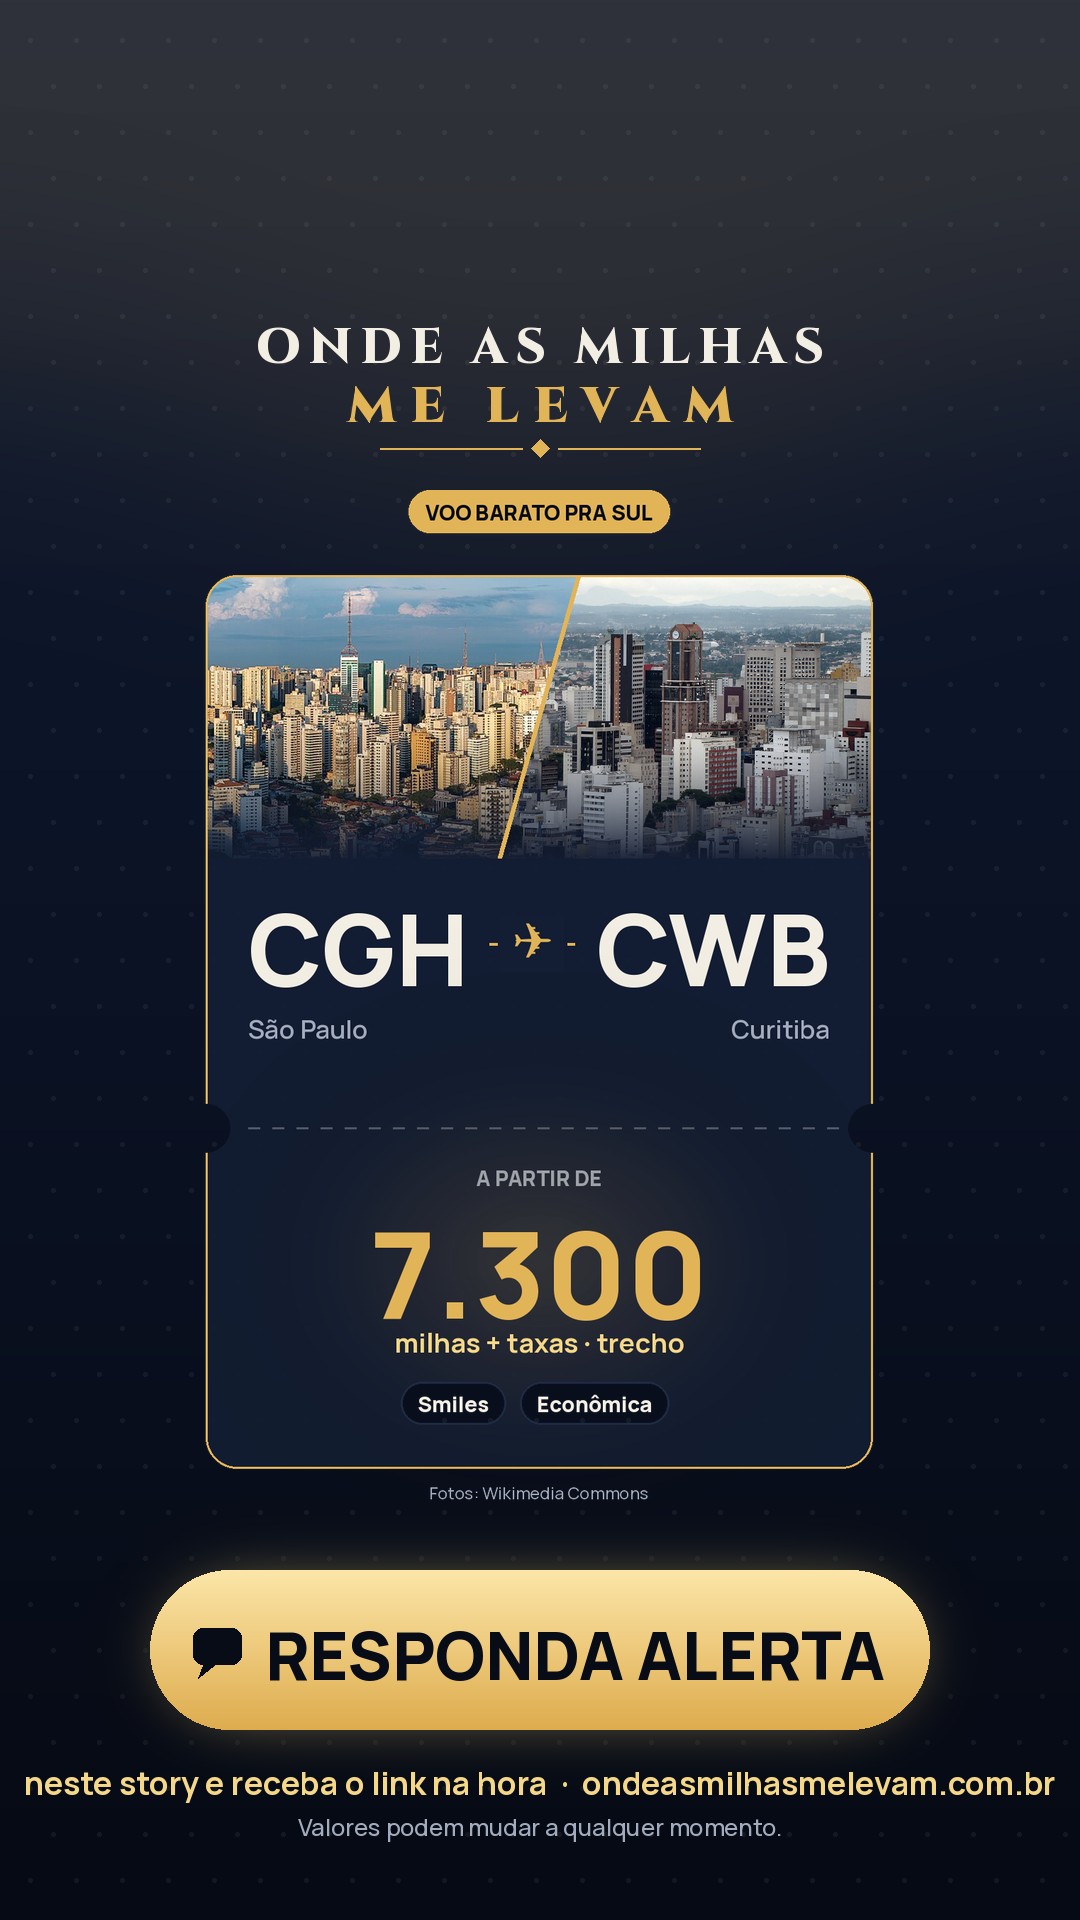 ONDE AS MILHAS
ME LEVAM
VOO BARATO PRA SUL
CGH - ✈ - CWB
São Paulo Curitiba
A PARTIR DE
7.300
milhas + taxas · trecho
Smiles Econômica
Fotos: Wikimedia Commons
RESPONDA ALERTA
neste story e receba o link na hora · ondeasmilhasmelevam.com.br
Valores podem mudar a qualquer momento.